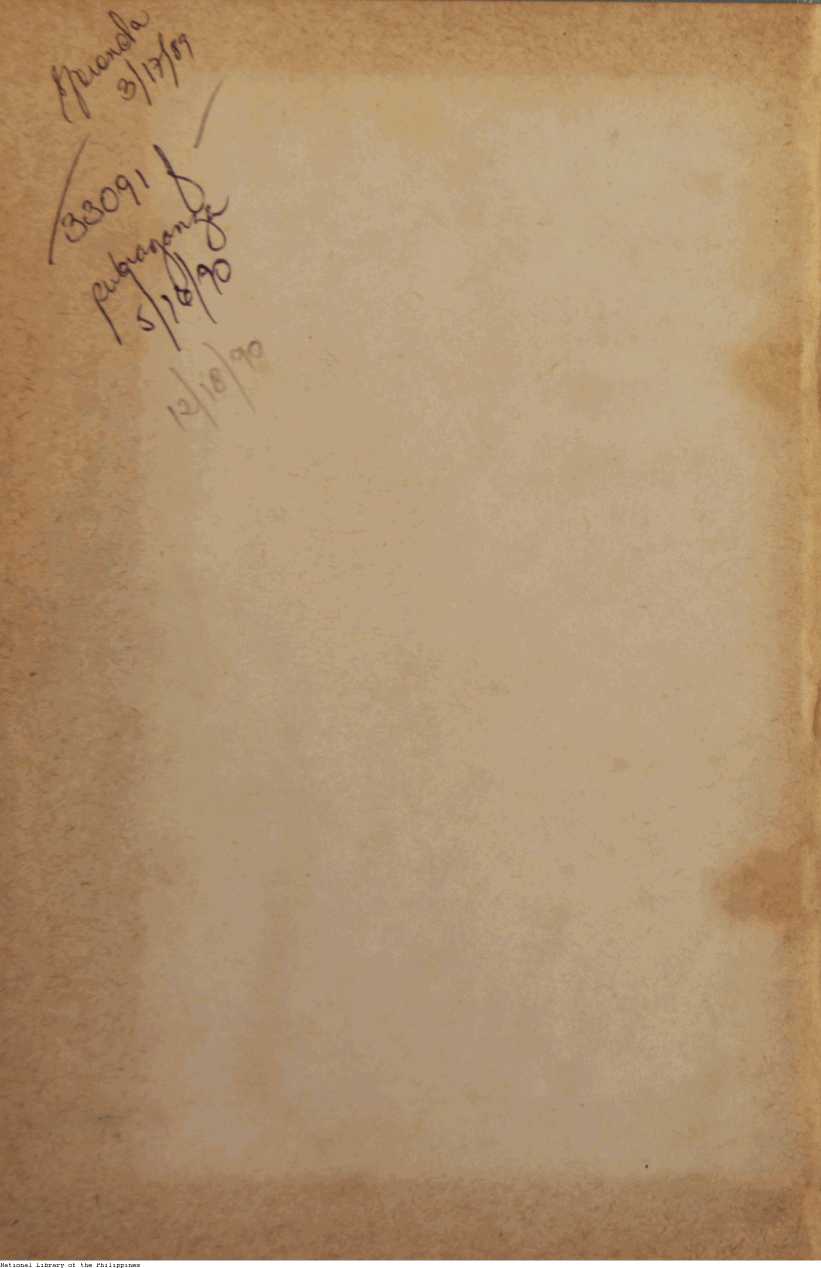 3/17/89
33091
5/16/90
12/18/90
National Library of the Philippines